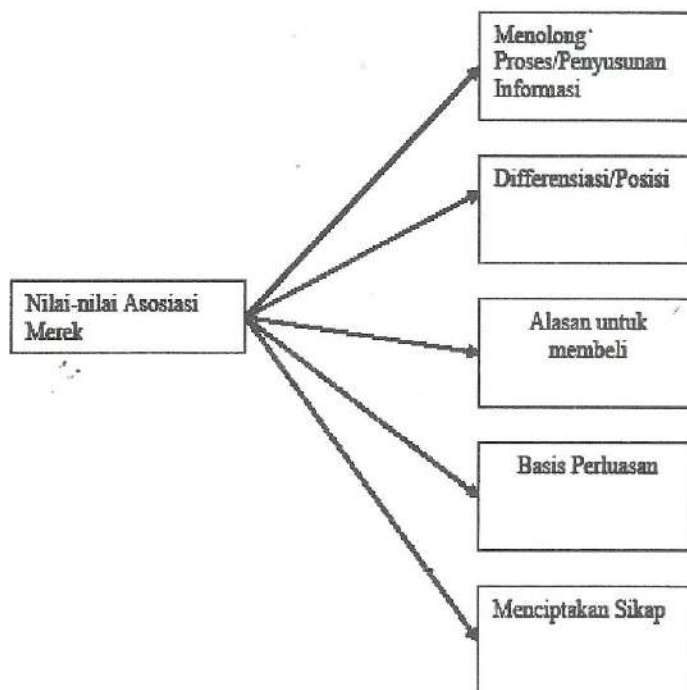 Menolong
Proses/Penyusunan
Informasi
Differensiasi/Posisi
Nilai-nilai Asosiasi
Merek
Alasan untuk
membeli
Basis Perluasan
Menciptakan Sikap